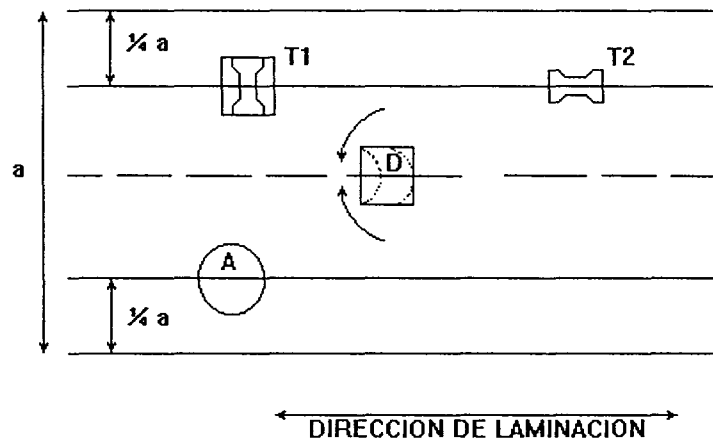 ¼ a
T1
T2
a
D
A
¼ a
DIRECCION DE LAMINACION